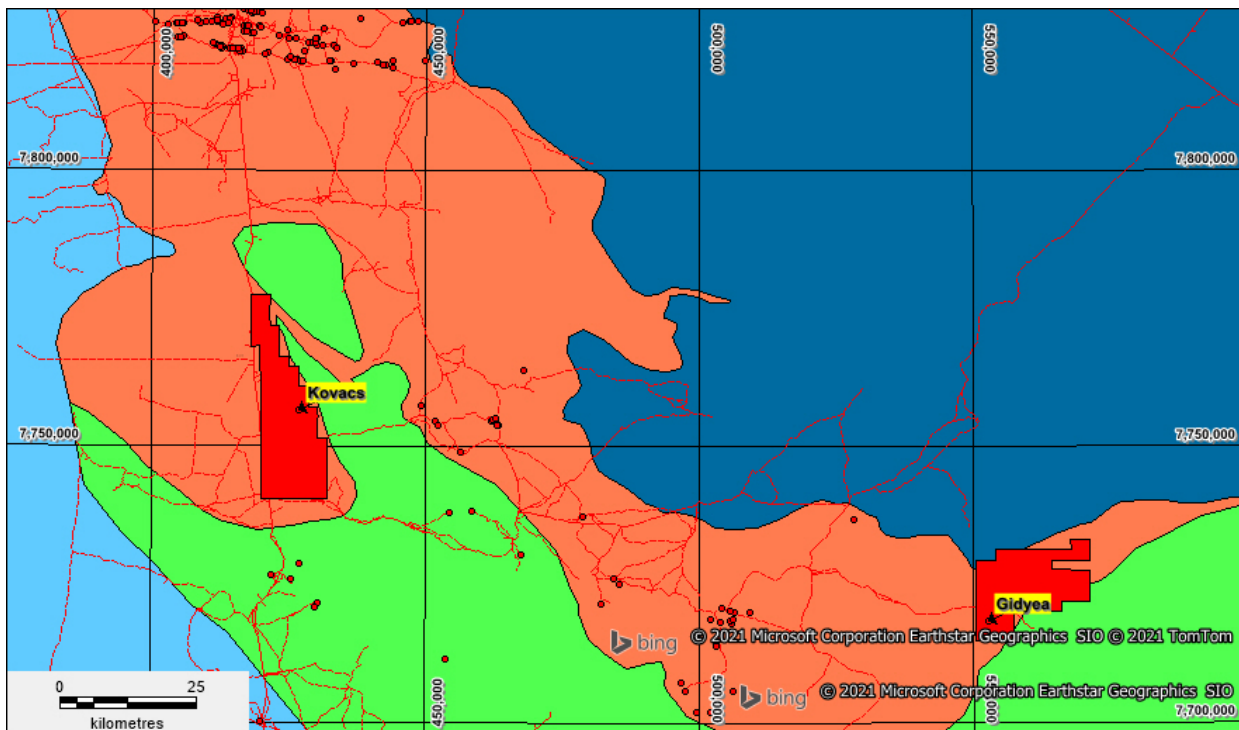 400,000
450,000
500,000
550,000
7,800,000
7,800,000
Kovacs
7,750,000
7,750,000
Gidyea
bing © 2021 Microsoft Corporation Earthstar Geographics SIO © 2021 TomTom
bing © 2021 Microsoft Corporation Earthstar Geographics SIO
0 25
kilometres
450,000
500,000
550,000
7,700,000